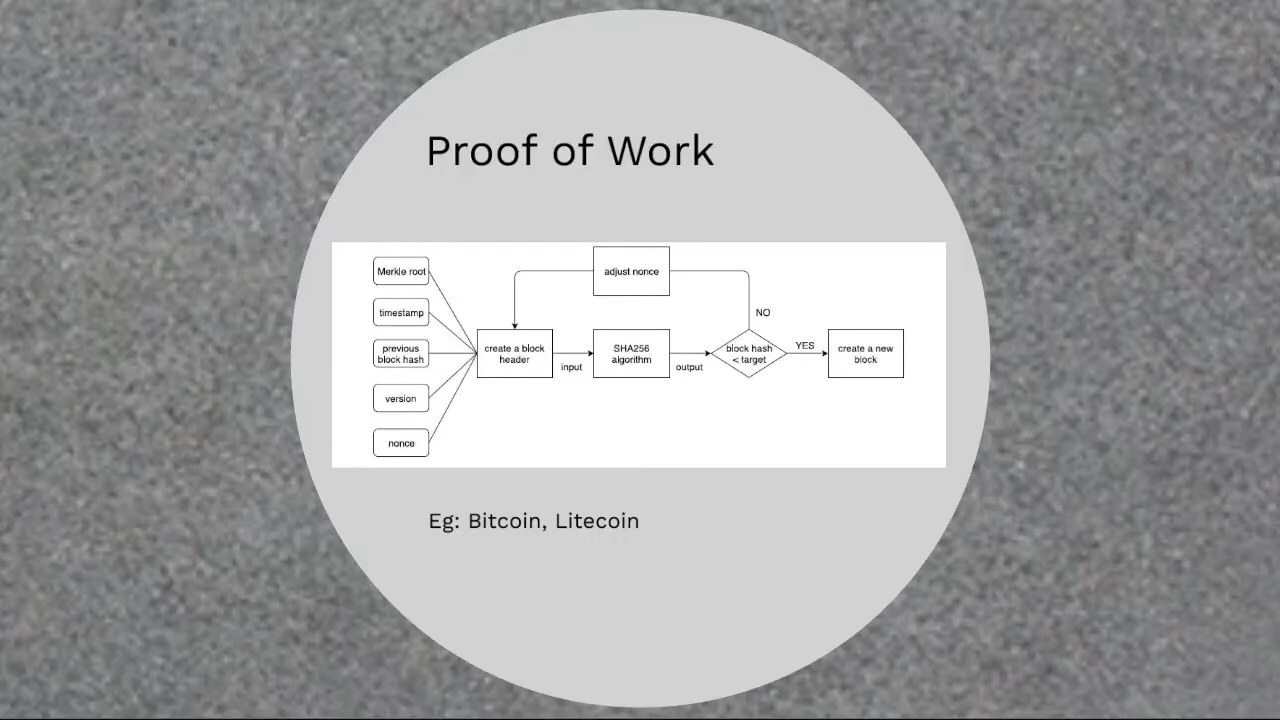 Proof of Work
Merkle root
timestamp
previous
block hash
version
nonce
create a block
header
input
adjust nonce
SHA256
algorithm
output
NO
block hash
< target
YES
create a new
block
Eg: Bitcoin, Litecoin